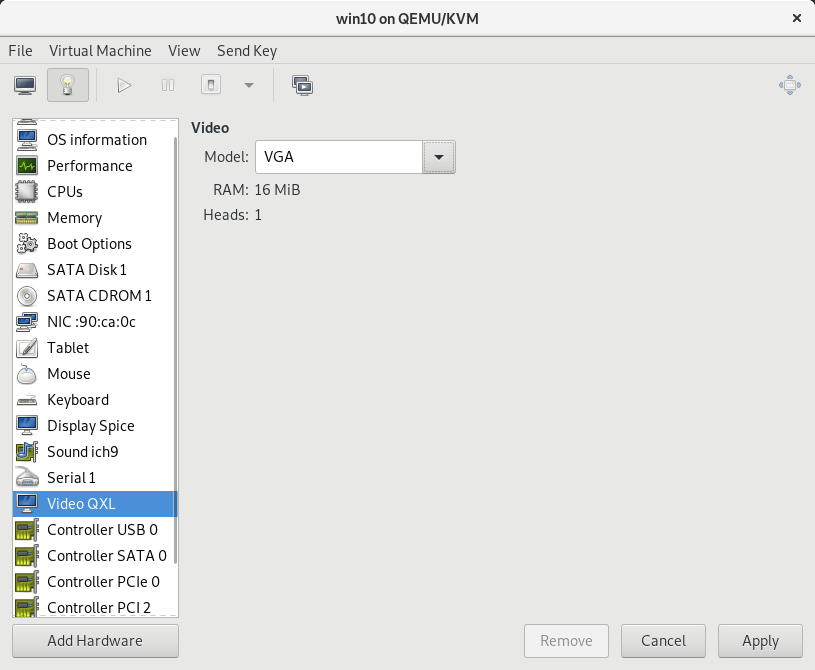 win10 on QEMU/KVM
File Virtual Machine View Send Key
OS information
Performance
CPUs
Memory
Boot Options
SATA Disk 1
SATA CDROM 1
NIC :90:ca:0c
Tablet
Mouse
Keyboard
Display Spice
Sound ich9
Serial 1
Video QXL
Controller USB 0
Controller SATA 0
Controller PCIe 0
Controller PCI 2
Add Hardware
Video
Model: VGA
RAM: 16 MiB
Heads: 1
Remove Cancel Apply